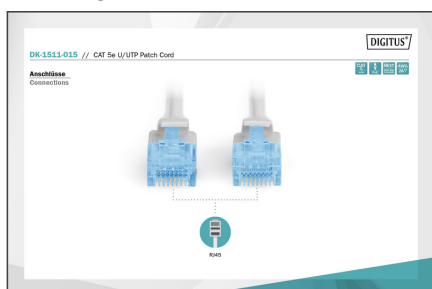 DIGITUS®
DK-1511-015 // CAT 5e U/UTP Patch Cord
Anschlüsse
Connections
RJ45